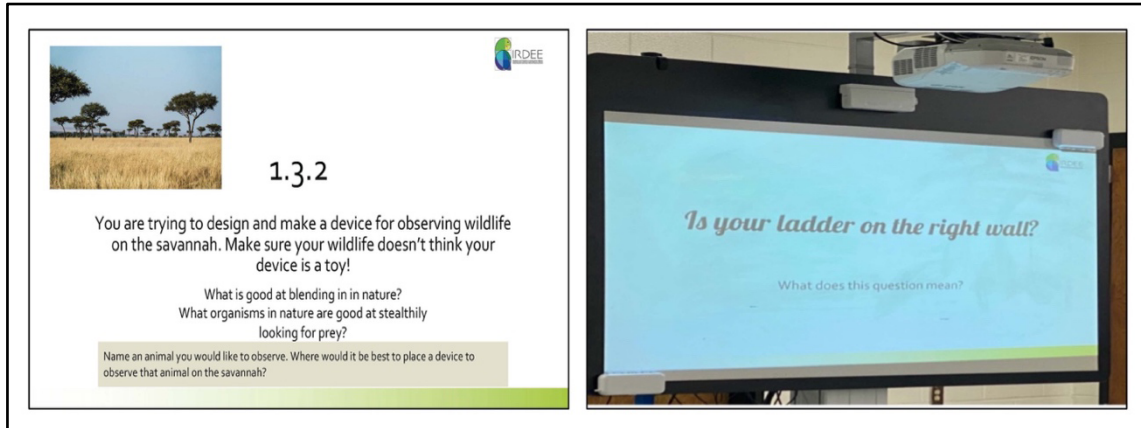 IRDEE
1.3.2
You are trying to design and make a device for observing wildlife
on the savannah. Make sure your wildlife doesn't think your
device is a toy!
What is good at blending in in nature?
What organisms in nature are good at stealthily
looking for prey?
Name an animal you would like to observe. Where would it be best to place a device to
observe that animal on the savannah?
EPSON
IRDEE
Is your ladder on the right wall?
What does this question mean?